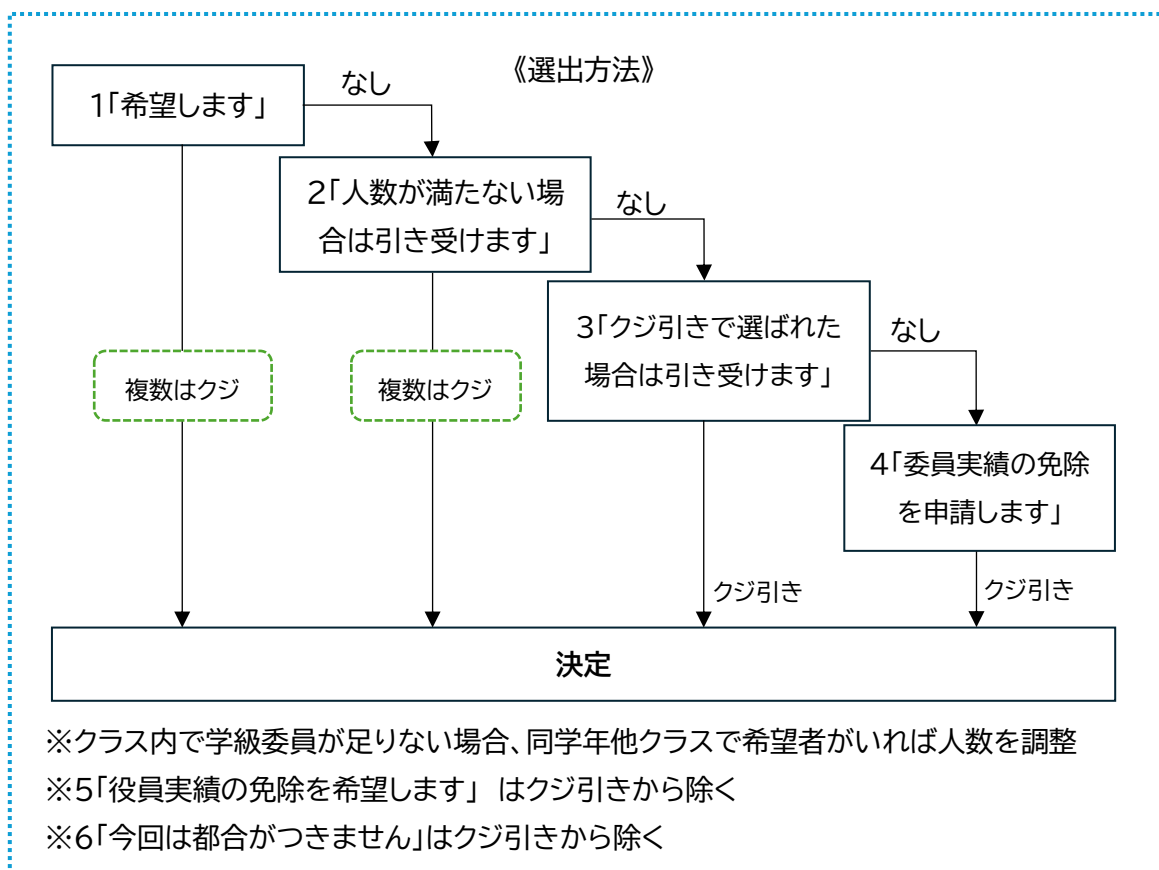 《選出方法》
1「希望します」
なし
2「人数が満たない場
合は引き受けます」
なし
3「クジ引きで選ばれた
場合は引き受けます」
なし
複数はクジ
複数はクジ
4「委員実績の免除
を申請します」
クジ引き
クジ引き
決定
※クラス内で学級委員が足りない場合、同学年他クラスで希望者がいれば人数を調整
※5「役員実績の免除を希望します」 はクジ引きから除く
※6「今回は都合がつきません」はクジ引きから除く